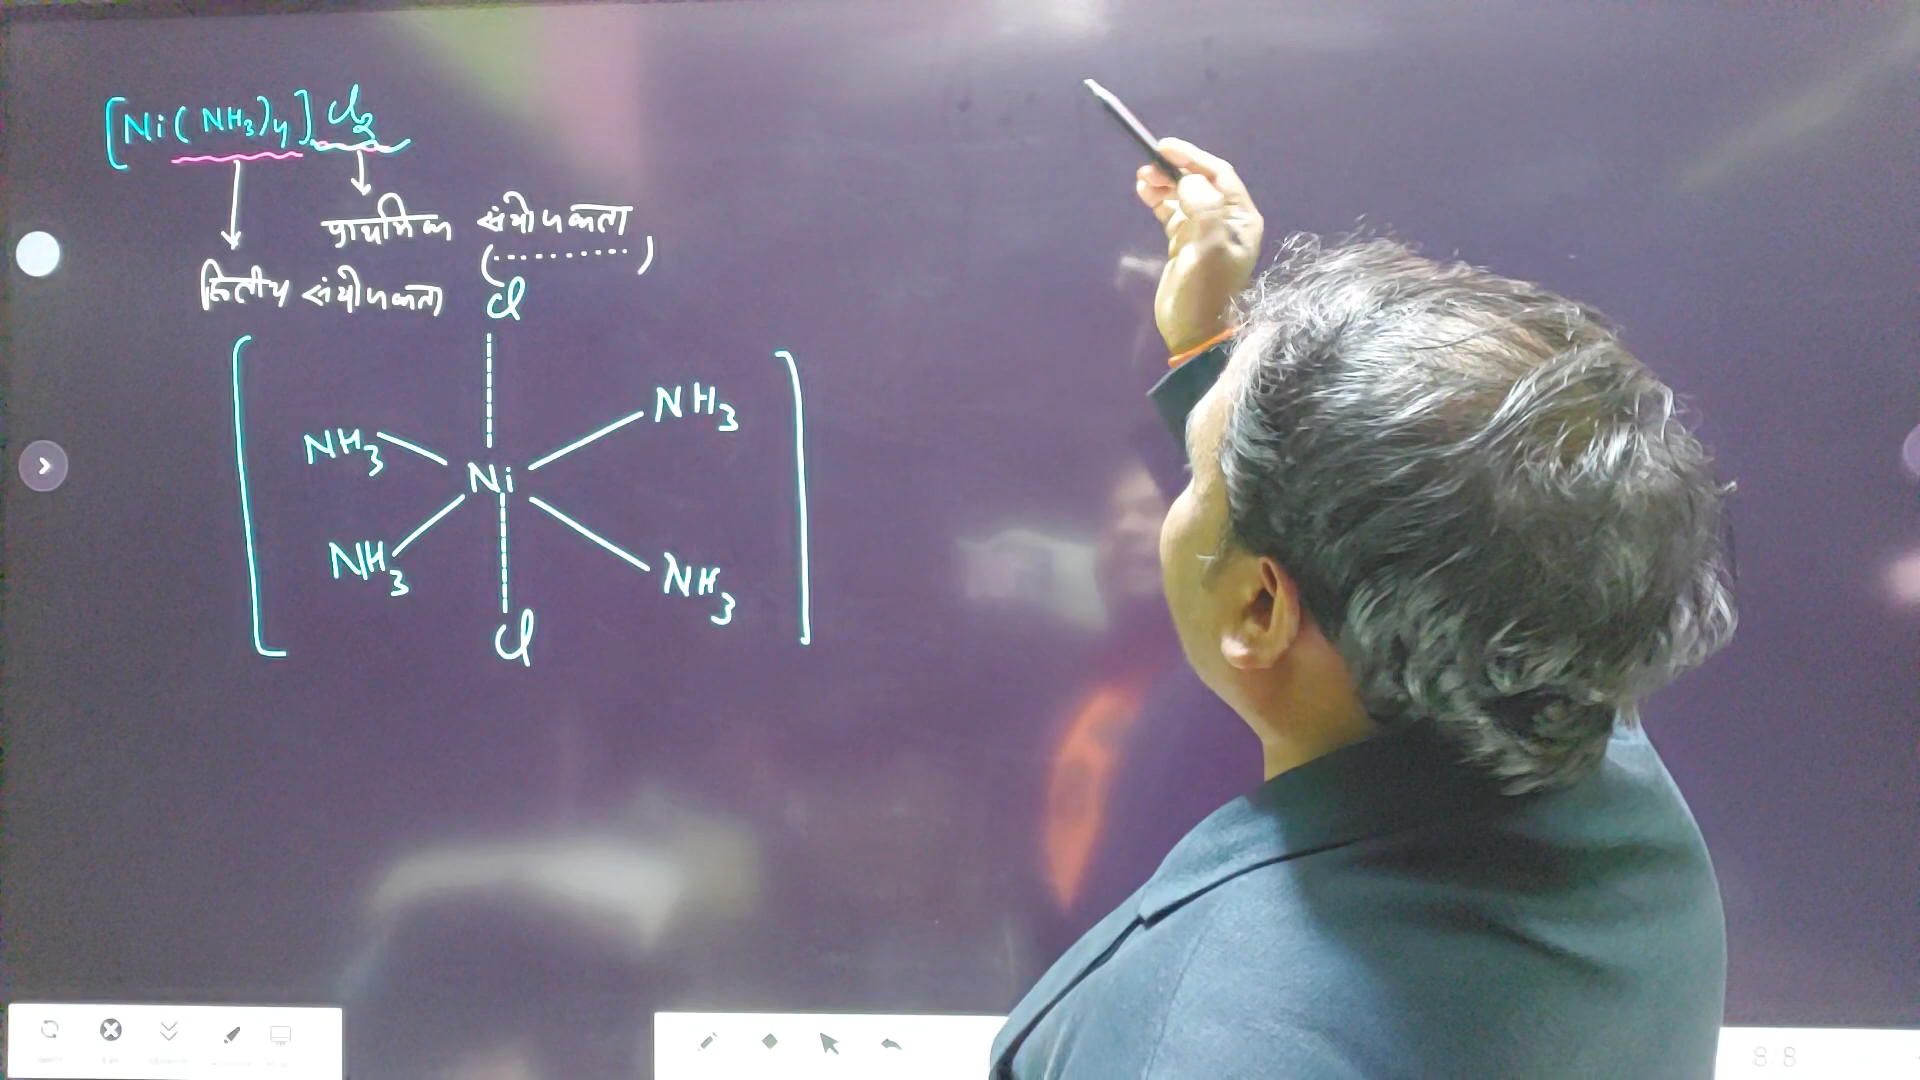 [Ni(NH3)4]Cl2
प्राथमिक संयोजकता
(..........)
द्वितीय संयोजकता
Cl
NH3
NH3
Ni
NH3
NH3
Cl